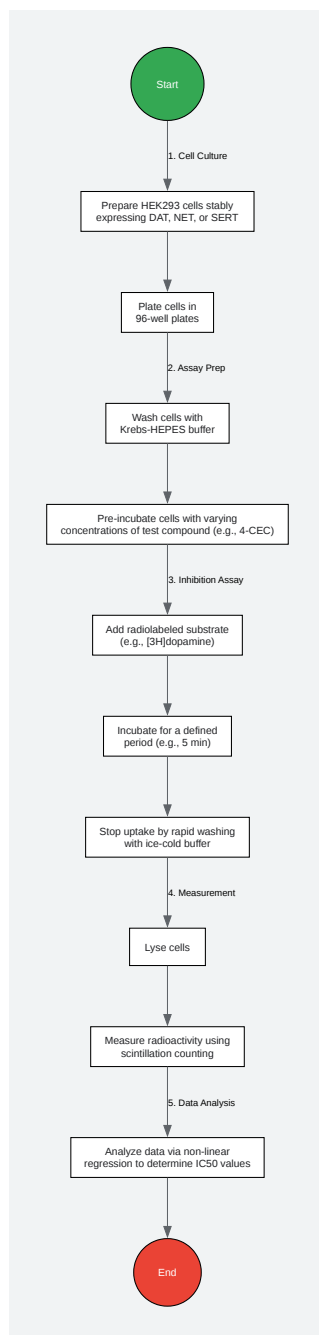 Start
1. Cell Culture
Prepare HEK293 cells stably
expressing DAT, NET, or SERT
Plate cells in
96-well plates
2. Assay Prep
Wash cells with
Krebs-HEPES buffer
Pre-incubate cells with varying
concentrations of test compound (e.g., 4-CEC)
3. Inhibition Assay
Add radiolabeled substrate
(e.g., [3H]dopamine)
Incubate for a defined
period (e.g., 5 min)
Stop uptake by rapid washing
with ice-cold buffer
4. Measurement
Lyse cells
Measure radioactivity using
scintillation counting
5. Data Analysis
Analyze data via non-linear
regression to determine IC50 values
End